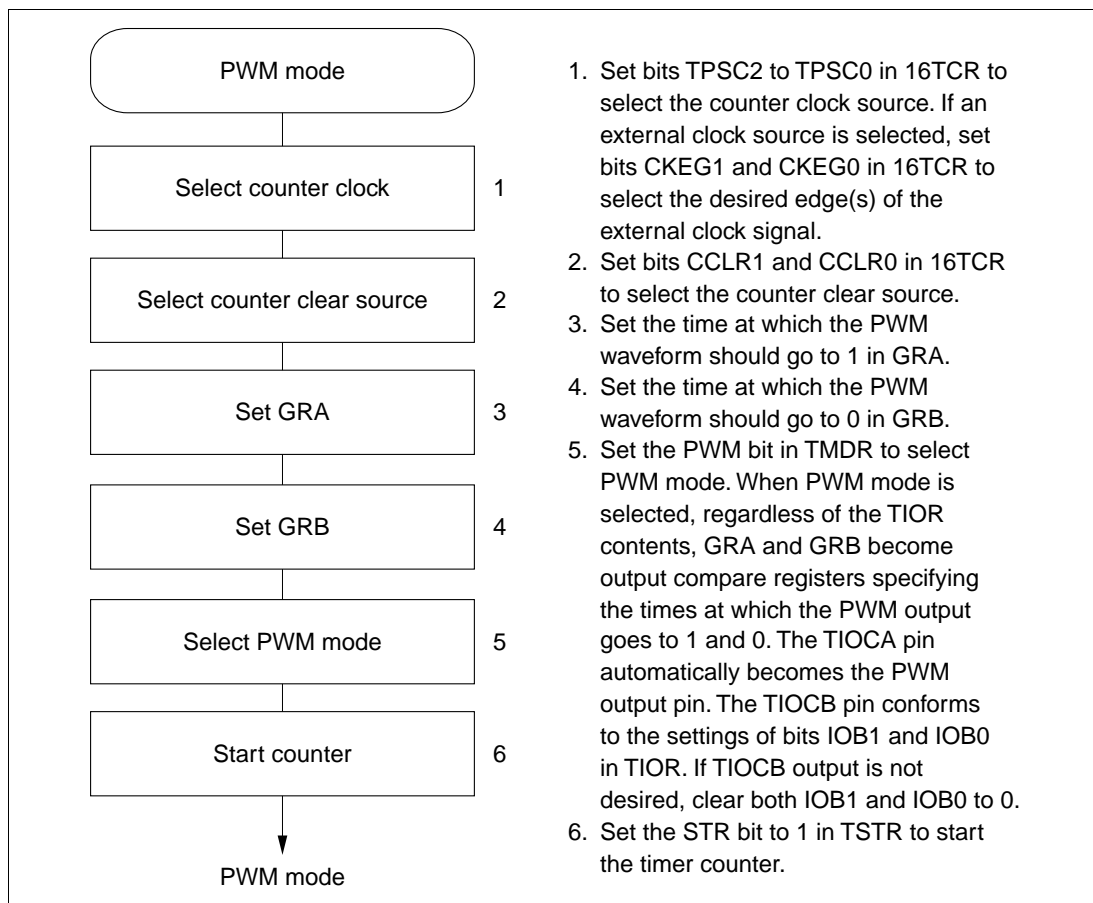 PWM mode
Select counter clock 1
Select counter clear source 2
Set GRA 3
Set GRB 4
Select PWM mode 5
Start counter 6
PWM mode
1. Set bits TPSC2 to TPSC0 in 16TCR to
select the counter clock source. If an
external clock source is selected, set
bits CKEG1 and CKEG0 in 16TCR to
select the desired edge(s) of the
external clock signal.
2. Set bits CCLR1 and CCLR0 in 16TCR
to select the counter clear source.
3. Set the time at which the PWM
waveform should go to 1 in GRA.
4. Set the time at which the PWM
waveform should go to 0 in GRB.
5. Set the PWM bit in TMDR to select
PWM mode. When PWM mode is
selected, regardless of the TIOR
contents, GRA and GRB become
output compare registers specifying
the times at which the PWM output
goes to 1 and 0. The TIOCA pin
automatically becomes the PWM
output pin. The TIOCB pin conforms
to the settings of bits IOB1 and IOB0
in TIOR. If TIOCB output is not
desired, clear both IOB1 and IOB0 to 0.
6. Set the STR bit to 1 in TSTR to start
the timer counter.